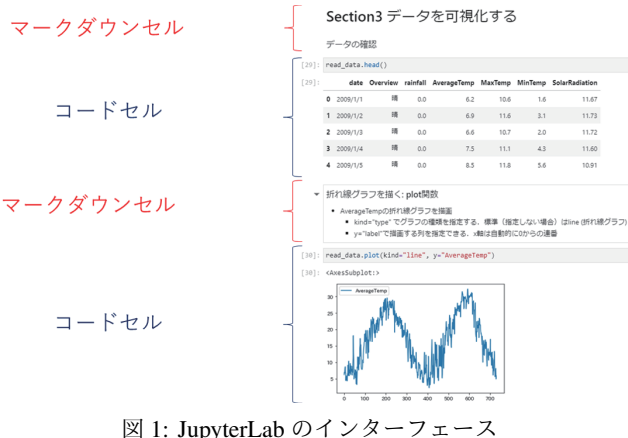 マークダウンセル
Section3 データを可視化する
データの確認
コードセル
[29]: read_data.head()
[29]:
date Overview rainfall AverageTemp MaxTemp MinTemp SolarRadiation
0 2009/1/1 晴 0.0 6.2 10.6 1.6 11.67
1 2009/1/2 晴 0.0 6.9 11.6 3.1 11.73
2 2009/1/3 晴 0.0 6.6 10.7 2.0 11.72
3 2009/1/4 晴 0.0 7.5 11.1 4.3 11.60
4 2009/1/5 晴 0.0 8.5 11.8 5.6 10.91
マークダウンセル
折れ線グラフを描く: plot関数
AverageTempの折れ線グラフを描画
kind="type" でグラフの種類を指定する、標準（指定しない場合）はline (折れ線グラフ)
y="label"で描画する列を指定できる、x軸は自動的に0からの連番
コードセル
[30]: read_data.plot(kind="line", y="AverageTemp")
[30]: <AxesSubplot:>
AverageTemp
30
25
20
15
10
5
0 100 200 300 400 500 600 700
図 1: JupyterLab のインターフェース